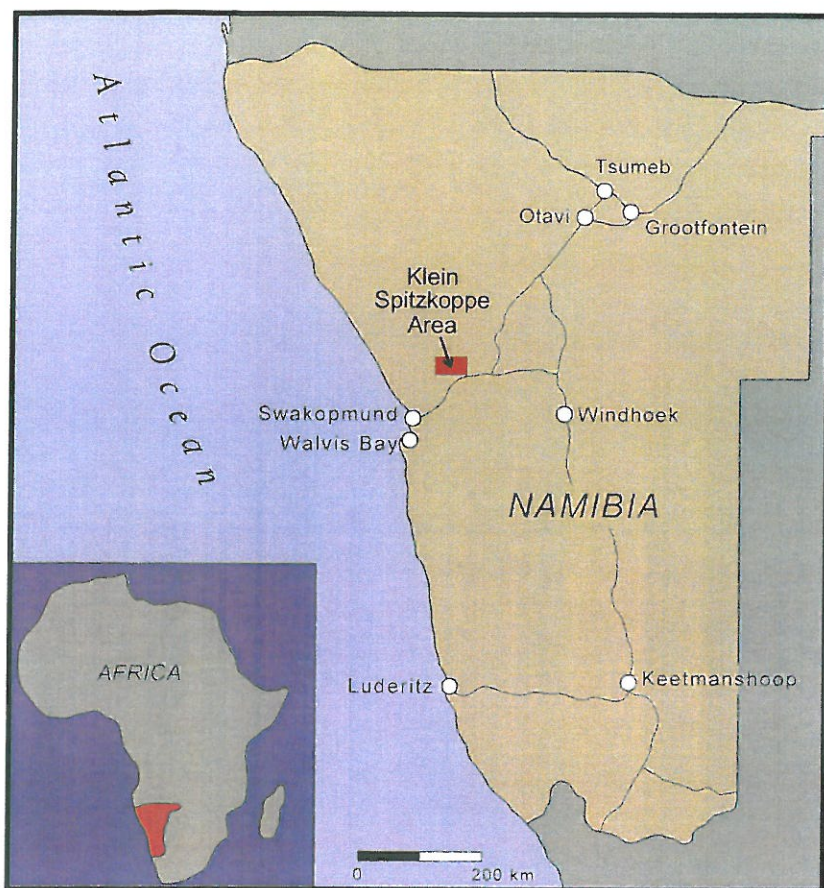 Atlantic Ocean
Tsumeb
Otavi
Grootfontein
Klein
Spitzkoppe
Area
Swakopmund
Windhoek
Walvis Bay
NAMIBIA
AFRICA
Luderitz
Keetmanshoop
0 200 km